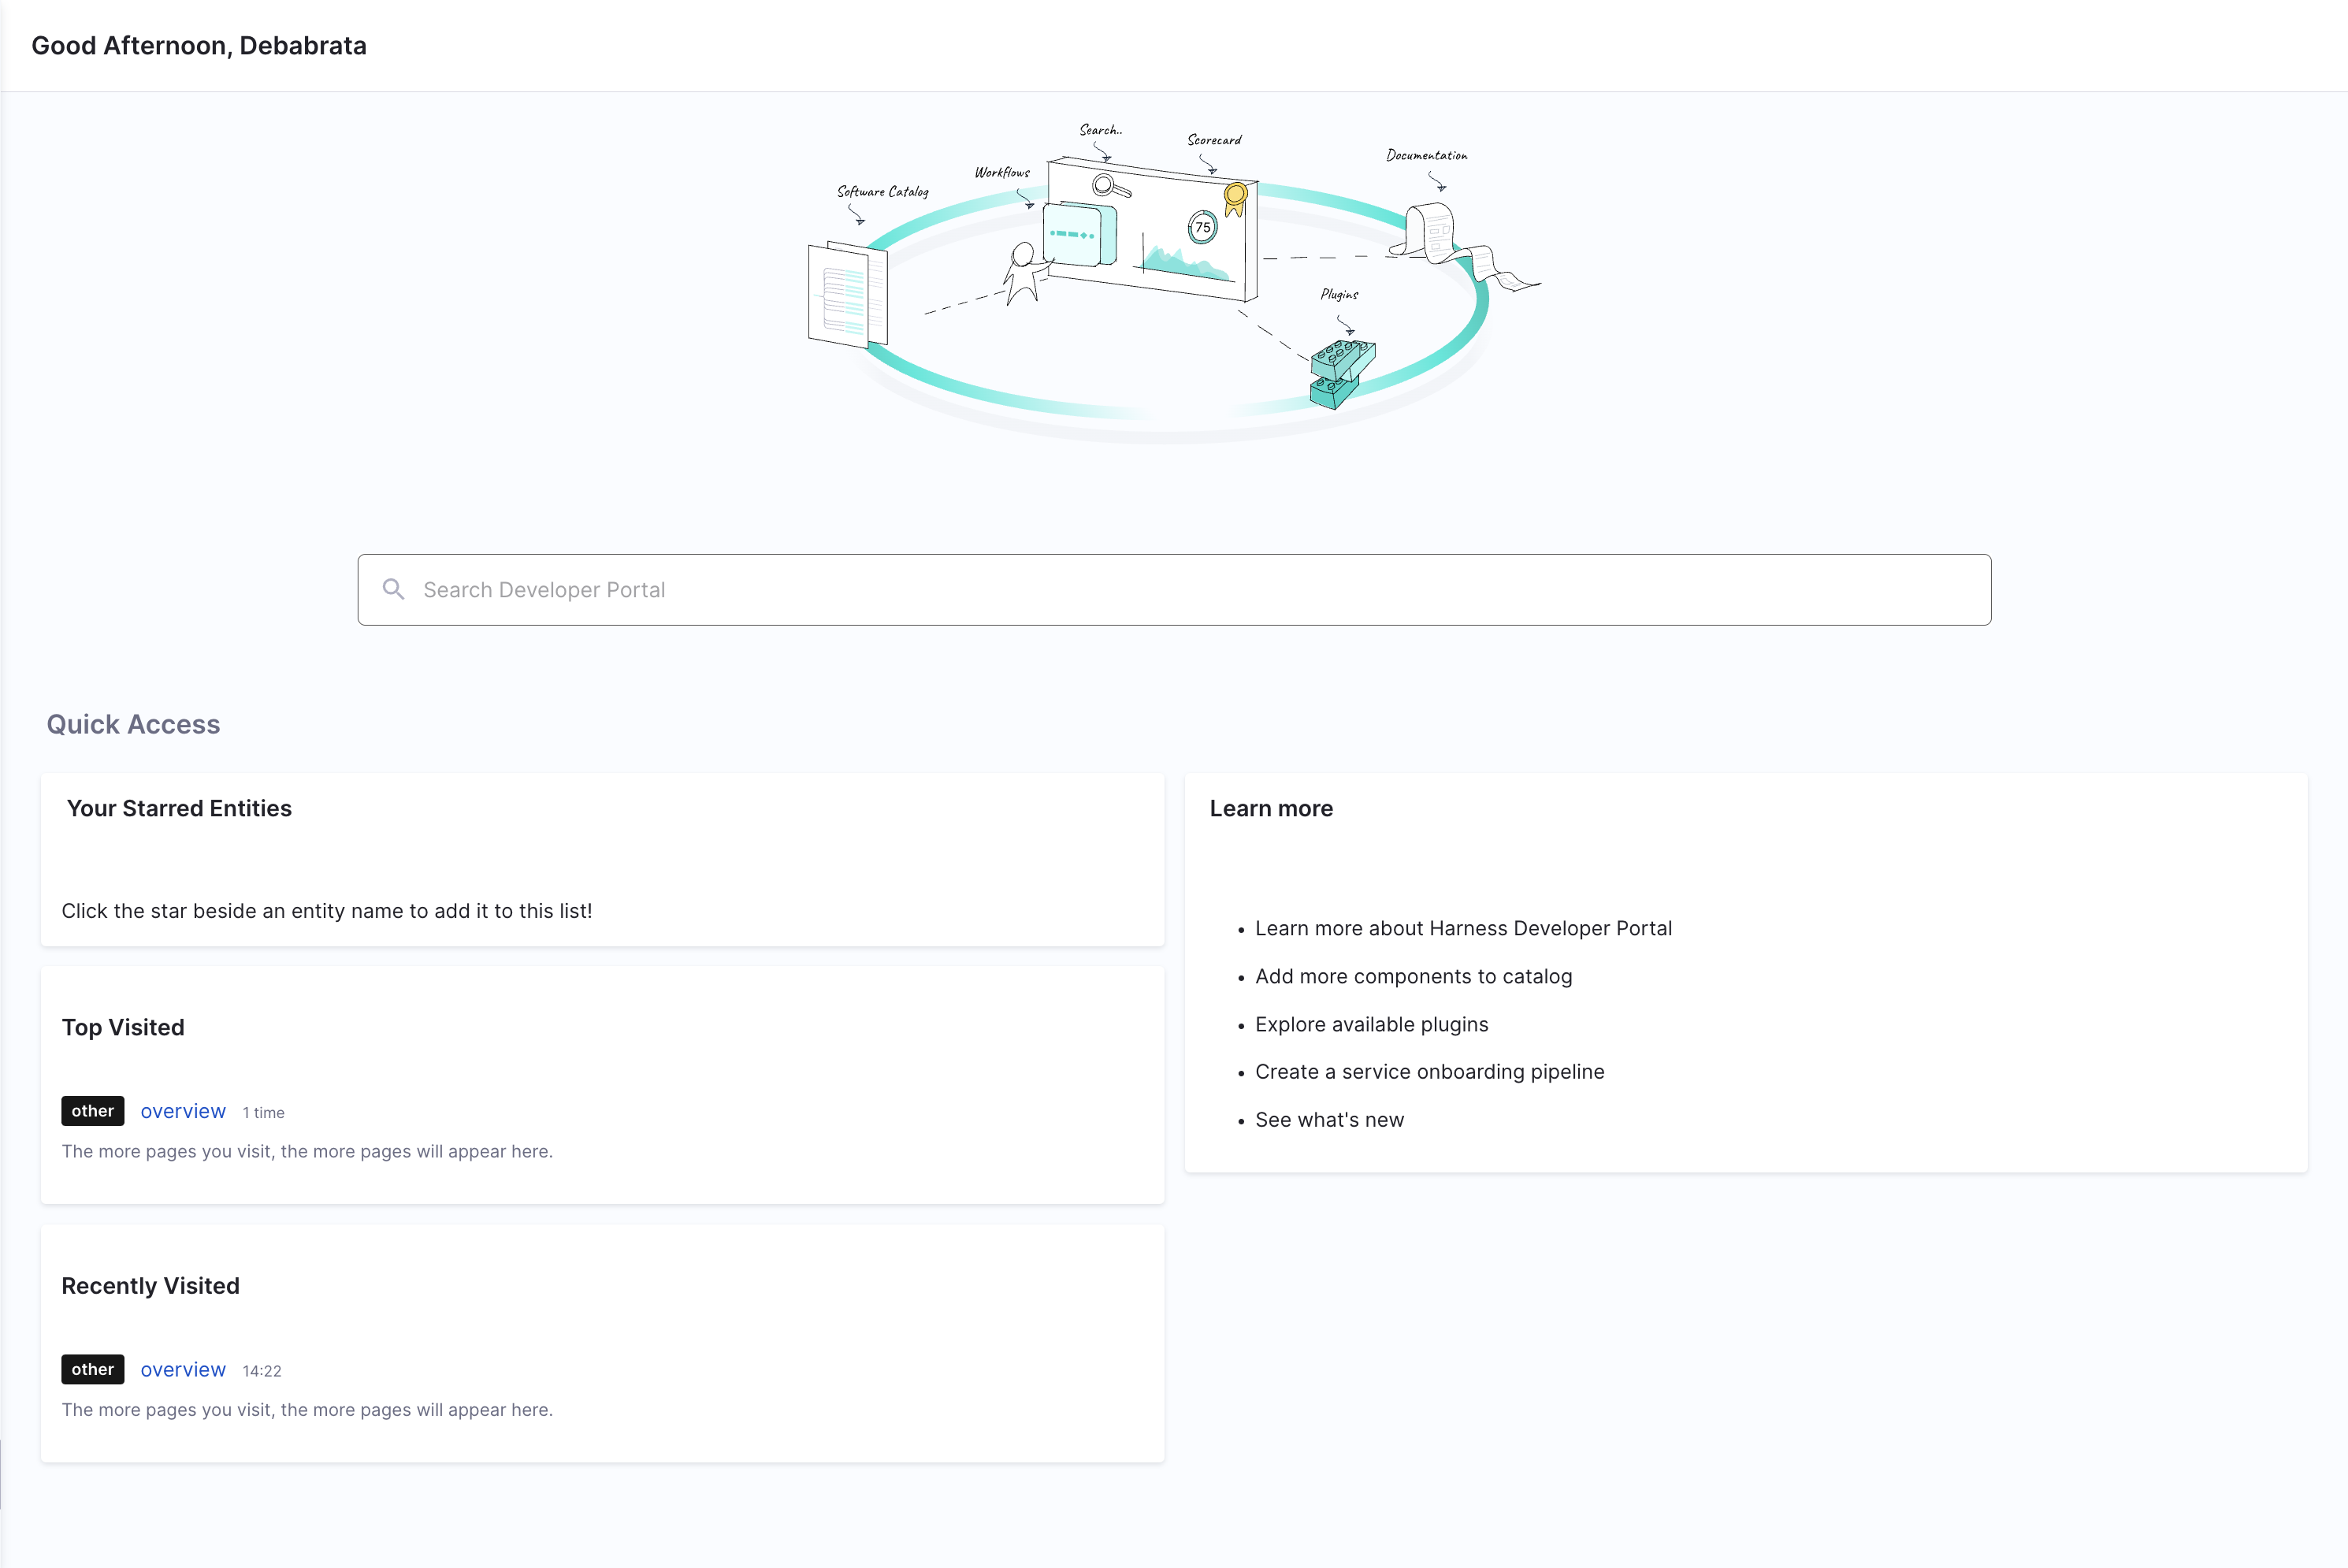 Good Afternoon, Debabrata
Search..
Scorecard
Documentation
Workflows
Software Catalog
75
Plugins
Search Developer Portal
Quick Access
Your Starred Entities
Click the star beside an entity name to add it to this list!
Top Visited
other overview 1 time
The more pages you visit, the more pages will appear here.
Recently Visited
other overview 14:22
The more pages you visit, the more pages will appear here.
Learn more
• Learn more about Harness Developer Portal
• Add more components to catalog
• Explore available plugins
• Create a service onboarding pipeline
• See what's new